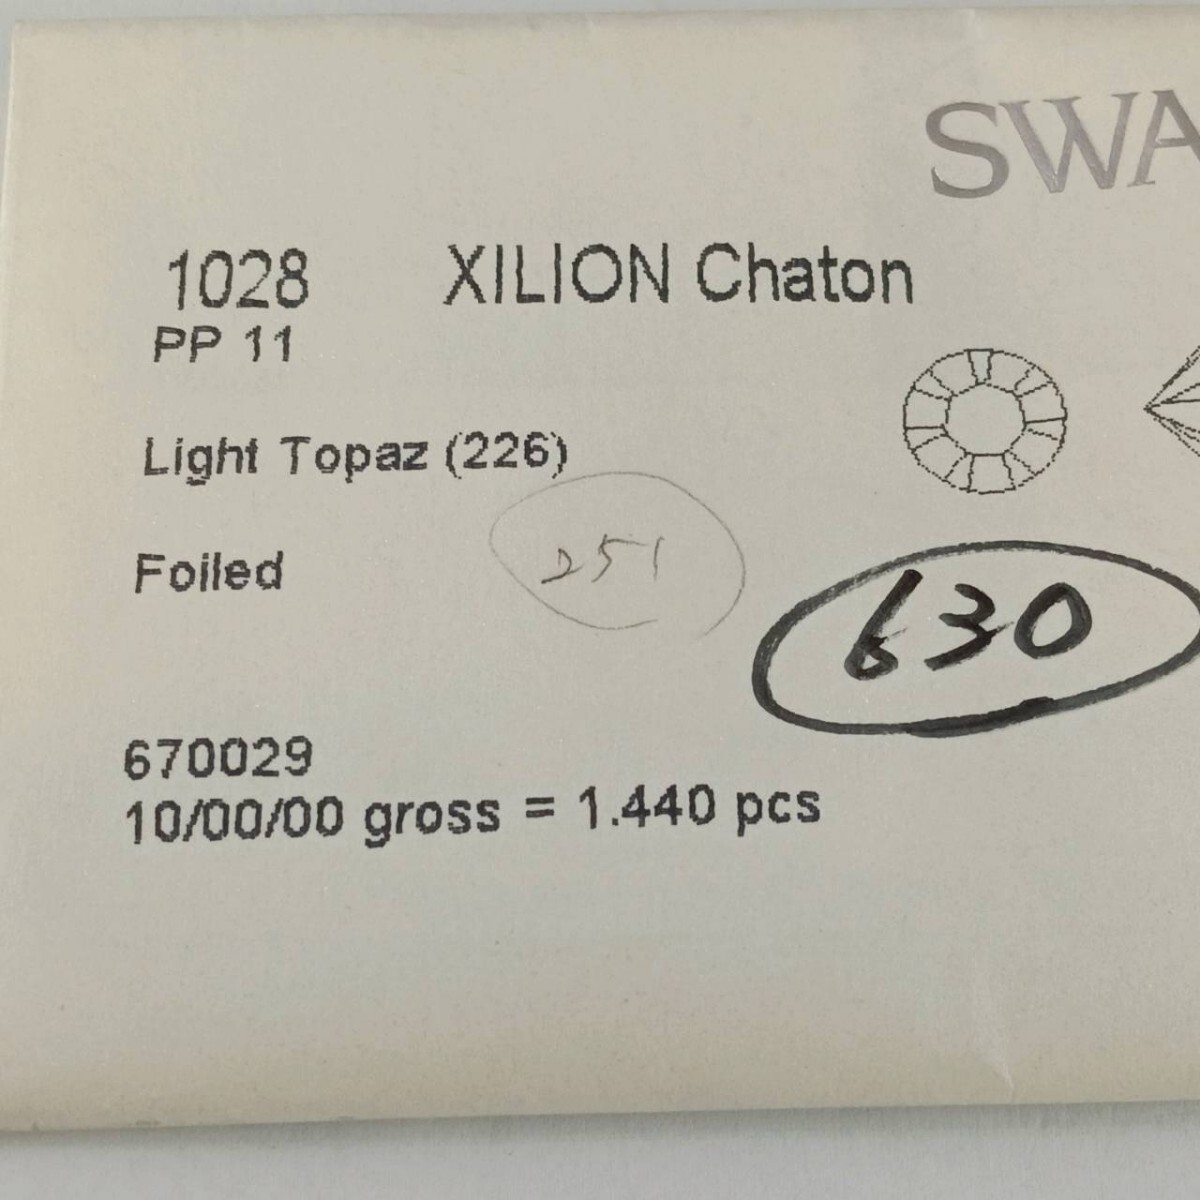 SWA
1028 XILION Chaton
PP 11
Light Topaz (226)
251
Foiled
630
670029
10/00/00 gross = 1.440 pcs